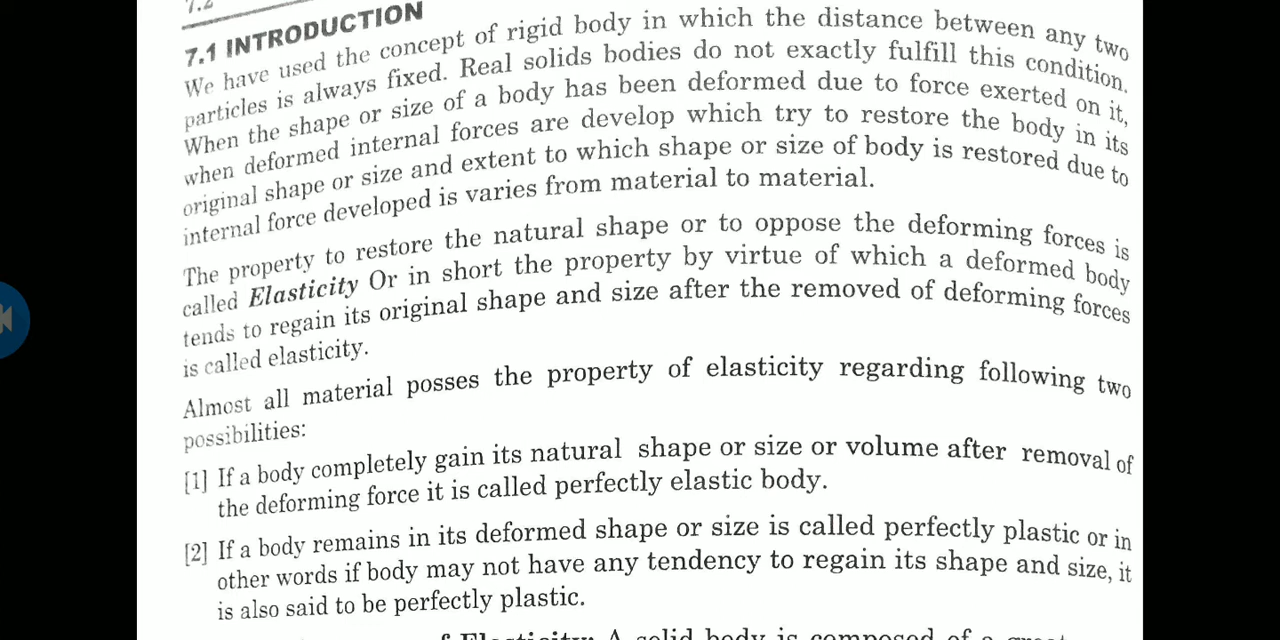 7.1 INTRODUCTION
We have used the concept of rigid body in which the distance between any two
particles is always fixed. Real solids bodies do not exactly fulfill this condition.
When the shape or size of a body has been deformed due to force exerted on it,
when deformed internal forces are develop which try to restore the body in its
original shape or size and extent to which shape or size of body is restored due to
internal force developed is varies from material to material.
The property to restore the natural shape or to oppose the deforming forces is
called Elasticity Or in short the property by virtue of which a deformed body
tends to regain its original shape and size after the removed of deforming forces
is called elasticity.
Almost all material posses the property of elasticity regarding following two
possibilities:
[1] If a body completely gain its natural shape or size or volume after removal of
the deforming force it is called perfectly elastic body.
[2] If a body remains in its deformed shape or size is called perfectly plastic or in
other words if body may not have any tendency to regain its shape and size, it
is also said to be perfectly plastic.
f Elasticity: A solid body is composed of a great